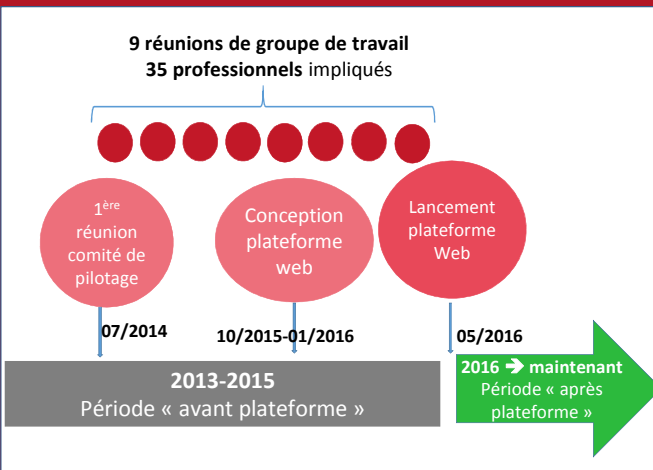 9 réunions de groupe de travail
35 professionnels impliqués
1ère
réunion
comité de
pilotage
Conception
plateforme
web
Lancement
plateforme
Web
07/2014
10/2015-01/2016
05/2016
2013-2015
Période « avant plateforme »
2016 ➔ maintenant
Période « après
plateforme »